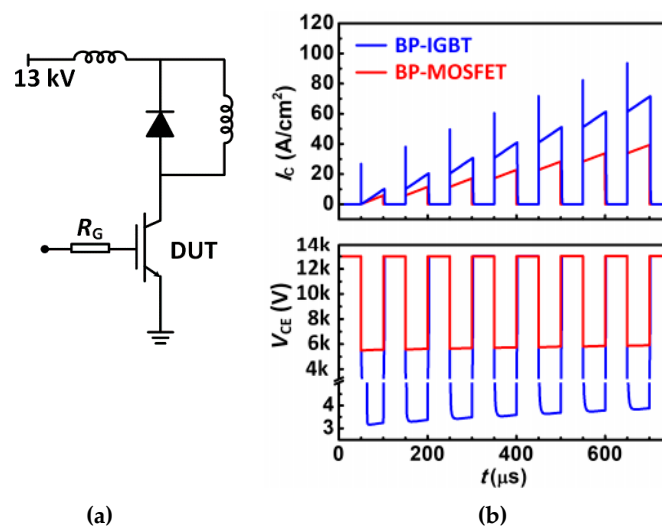 13 kV
R_G
DUT
(a)
120
100
80
60
40
20
0
I_C (A/cm²)
BP-IGBT
BP-MOSFET
14k
12k
10k
8k
6k
4k
4
3
V_CE (V)
0 200 400 600
t (μs)
(b)